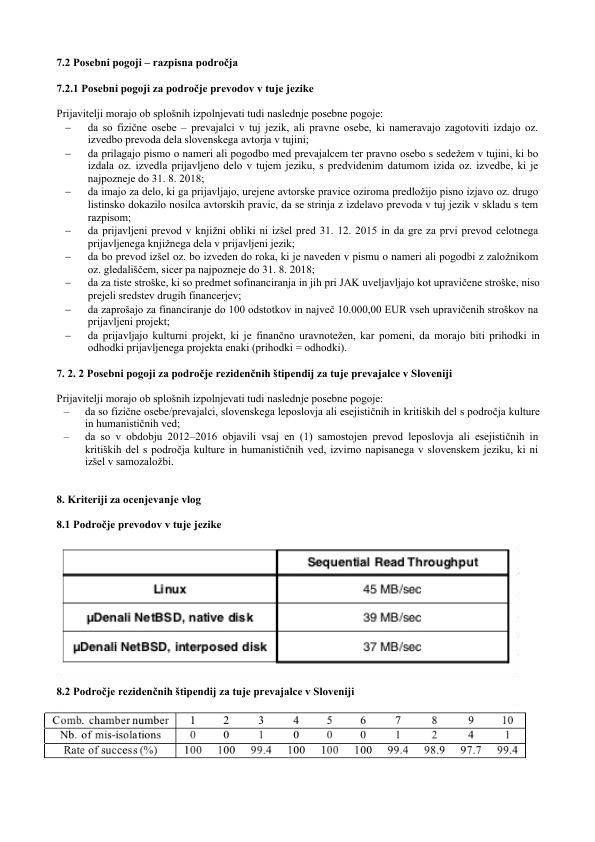 7.2 Posebni pogoji – razpisna področja
7.2.1 Posebni pogoji za področje prevodov v tuje jezike
Prijavitelji morajo ob splošnih izpolnjevati tudi naslednje posebne pogoje:
– da so fizične osebe – prevajalci v tuj jezik, ali pravne osebe, ki nameravajo zagotoviti izdajo oz.
izvedbo prevoda dela slovenskega avtorja v tujini;
– da prilagajo pismo o nameri ali pogodbo med prevajalcem ter pravno osebo s sedežem v tujini, ki bo
izdala oz. izvedla prijavljeno delo v tujem jeziku, s predvidenim datumom izida oz. izvedbe, ki je
najpozneje do 31. 8. 2018;
– da imajo za delo, ki ga prijavljajo, urejene avtorske pravice oziroma predložijo pisno izjavo oz. drugo
listinsko dokazilo nosilca avtorskih pravic, da se strinja z izdelavo prevoda v tuj jezik v skladu s tem
razpisom;
– da prijavljeni prevod v knjižni obliki ni izšel pred 31. 12. 2015 in da gre za prvi prevod celotnega
prijavljenega knjižnega dela v prijavljeni jezik;
– da bo prevod izšel oz. bo izveden do roka, ki je naveden v pismu o nameri ali pogodbi z založnikom
oz. gledališčem, sicer pa najpozneje do 31. 8. 2018;
– da za tiste stroške, ki so predmet sofinanciranja in jih pri JAK uveljavljajo kot upravičene stroške, niso
prejeli sredstev drugih financerjev;
– da zaprošajo za financiranje do 100 odstotkov in največ 10.000,00 EUR vseh upravičenih stroškov na
prijavljeni projekt;
– da prijavljajo kulturni projekt, ki je finančno uravnotežen, kar pomeni, da morajo biti prihodki in
odhodki prijavljenega projekta enaki (prihodki = odhodki).
7. 2. 2 Posebni pogoji za področje rezidenčnih štipendij za tuje prevajalce v Sloveniji
Prijavitelji morajo ob splošnih izpolnjevati tudi naslednje posebne pogoje:
– da so fizične osebe/prevajalci, slovenskega leposlovja ali esejističnih in kritiških del s področja kulture
in humanističnih ved;
– da so v obdobju 2012–2016 objavili vsaj en (1) samostojen prevod leposlovja ali esejističnih in
kritiških del s področja kulture in humanističnih ved, izvirno napisanega v slovenskem jeziku, ki ni
izšel v samozaložbi.
8. Kriteriji za ocenjevanje vlog
8.1 Področje prevodov v tuje jezike
Sequential Read Throughput
Linux 45 MB/sec
µDenali NetBSD, native disk 39 MB/sec
µDenali NetBSD, interposed disk 37 MB/sec
8.2 Področje rezidenčnih štipendij za tuje prevajalce v Sloveniji
Comb. chamber number 1 2 3 4 5 6 7 8 9 10
Nb. of mis-isolations 0 0 1 0 0 0 1 2 4 1
Rate of success (%) 100 100 99.4 100 100 100 99.4 98.9 97.7 99.4